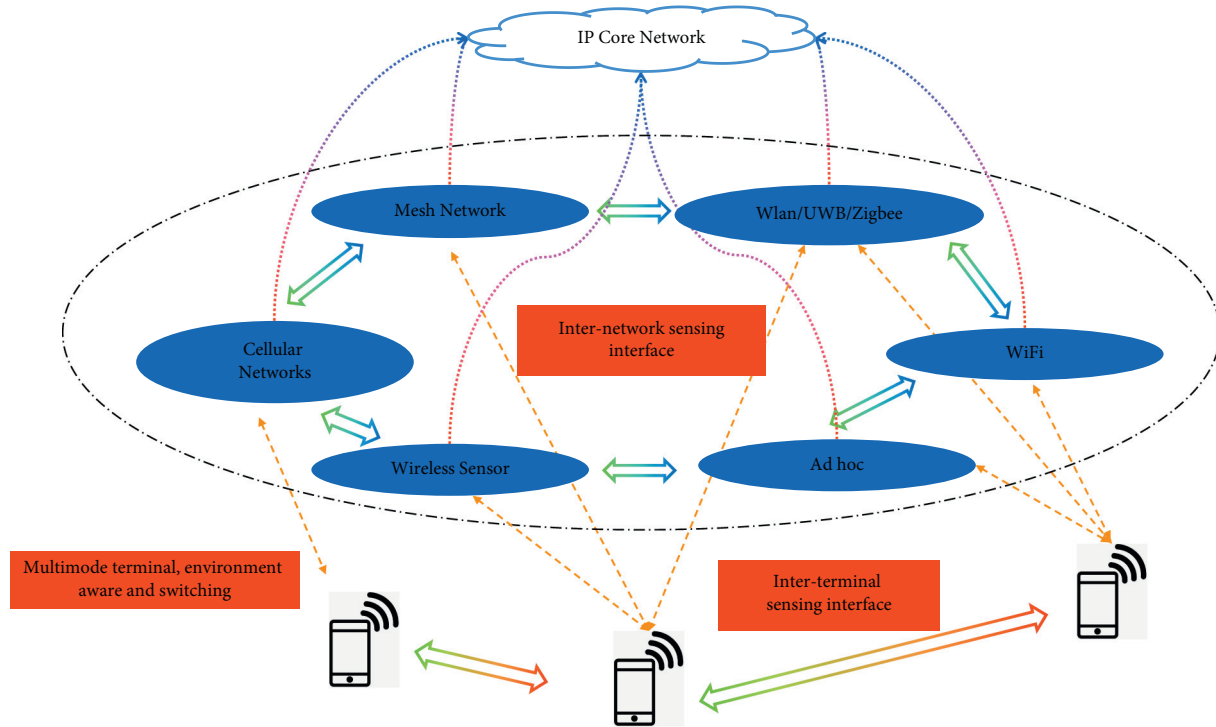 IP Core Network
Mesh Network
Wlan/UWB/Zigbee
Inter-network sensing
interface
Cellular
Networks
WiFi
Wireless Sensor
Ad hoc
Multimode terminal, environment
aware and switching
Inter-terminal
sensing interface